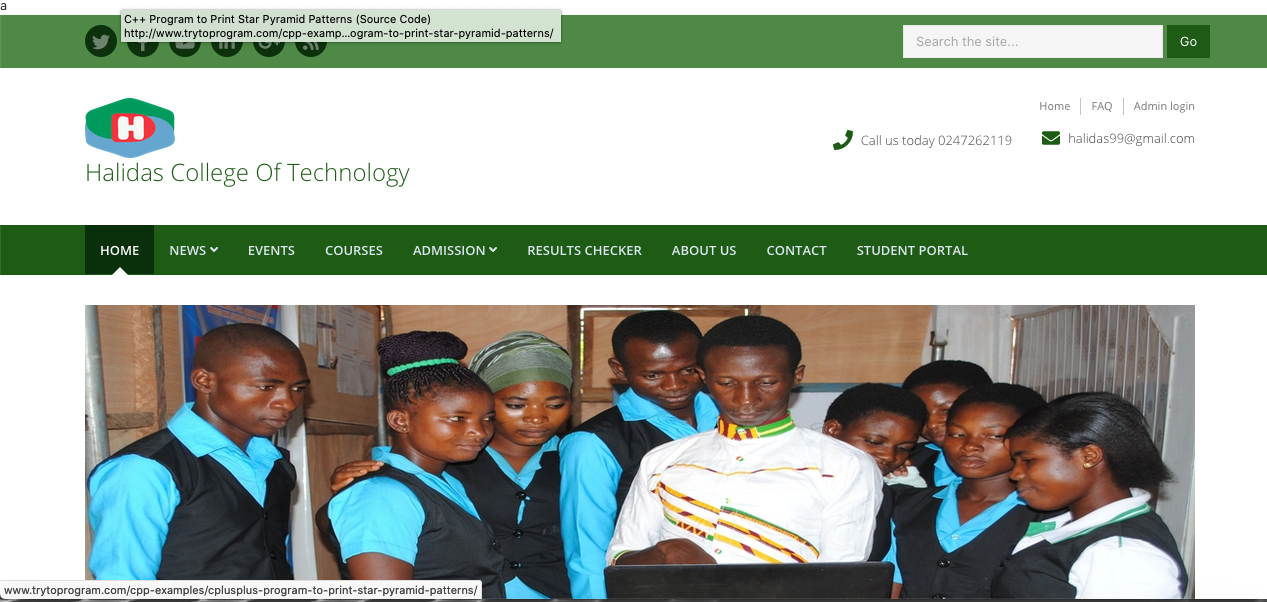 a
C++ Program to Print Star Pyramid Patterns (Source Code)
http://www.trytoprogram.com/cpp-examp...ogram-to-print-star-pyramid-patterns/
Search the site...
Go
H
Home
FAQ
Admin login
Call us today 0247262119
halidas99@gmail.com
Halidas College Of Technology
HOME
NEWS
EVENTS
COURSES
ADMISSION
RESULTS CHECKER
ABOUT US
CONTACT
STUDENT PORTAL
www.trytoprogram.com/cpp-examples/cplusplus-program-to-print-star-pyramid-patterns/